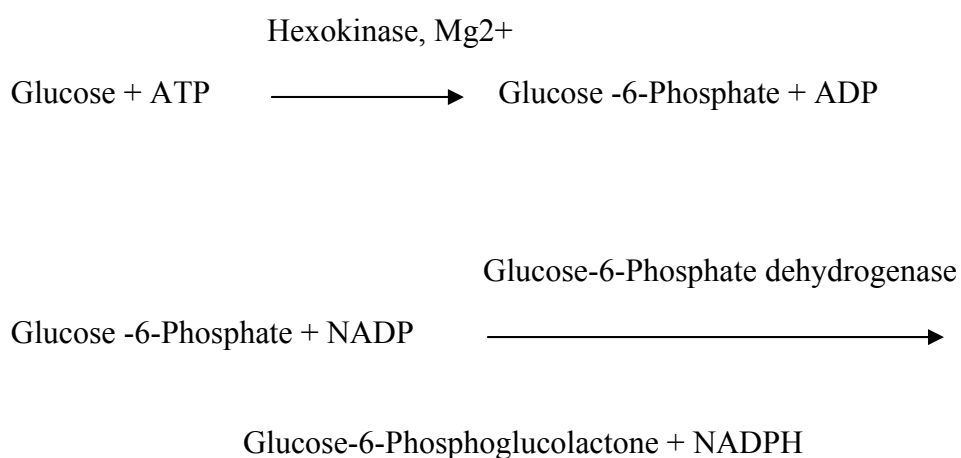 Hexokinase, Mg2+
Glucose + ATP Glucose -6-Phosphate + ADP
Glucose-6-Phosphate dehydrogenase
Glucose -6-Phosphate + NADP
Glucose-6-Phosphoglucolactone + NADPH